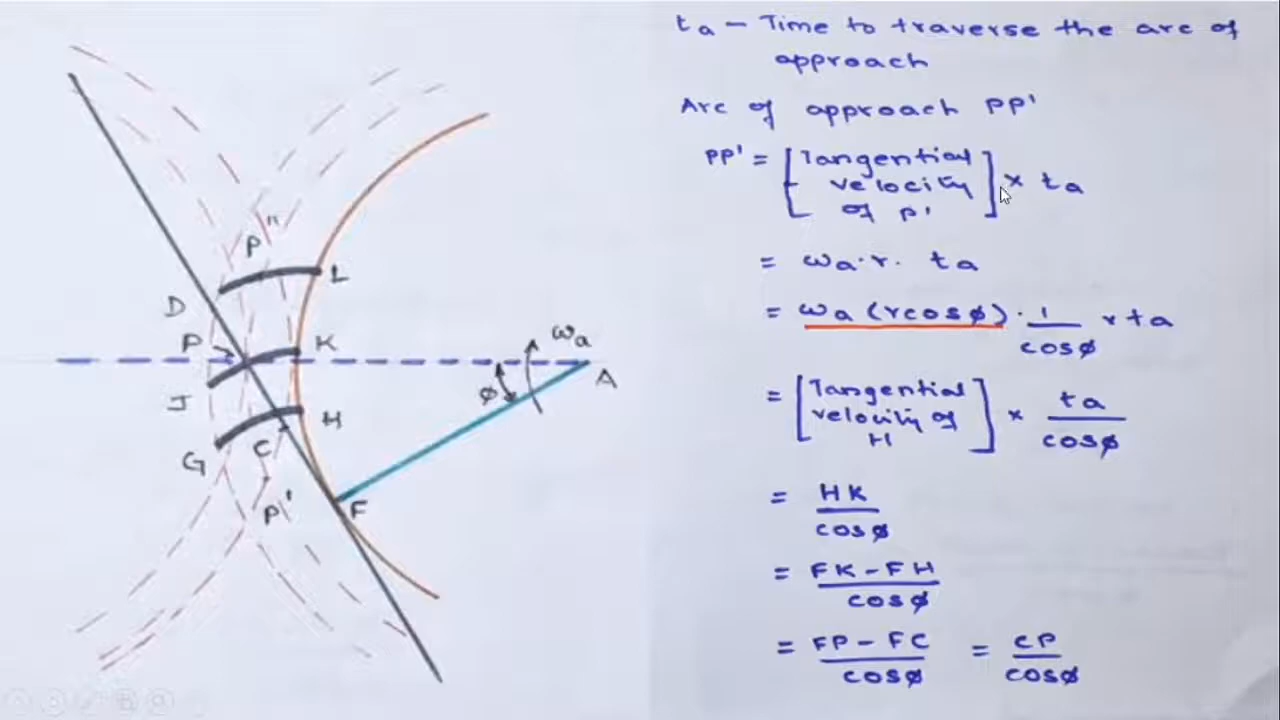 ta - Time to traverse the arc of
approach
Arc of approach PP'
PP' = [Tangential
velocity
of P'] × ta
= ωa.r. ta
= ωa (rcosφ) . 1/cosφ × ta
= [Tangential
velocity of
H] × ta/cosφ
= HK/cosφ
= FK - FH/cosφ
= FP - FC/cosφ = CP/cosφ
P"
L
D
P
K
ωa
A
φ
J
H
C
G
P'
F